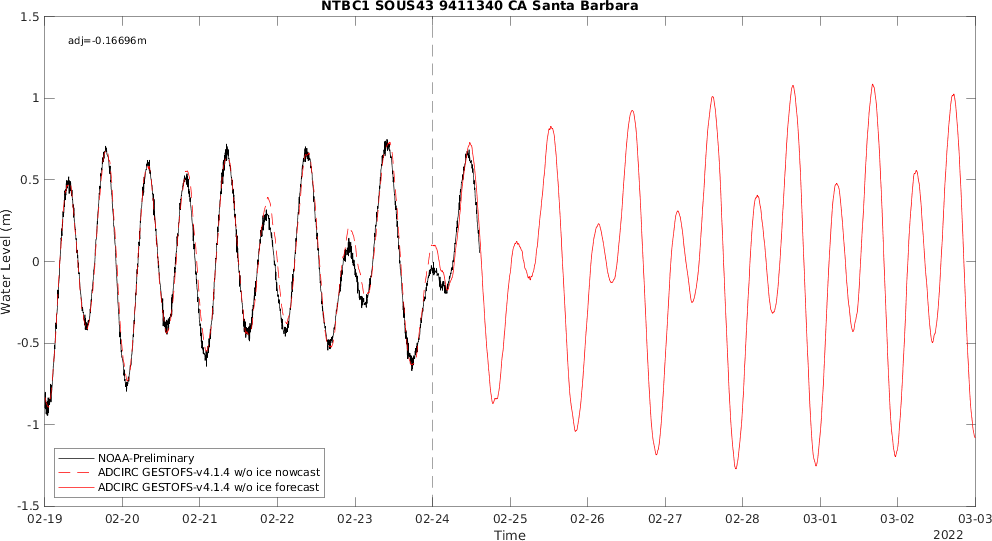 NTBC1 SOUS43 9411340 CA Santa Barbara
adj=-0.16696m
1.5
1
0.5
0
-0.5
-1
-1.5
Water Level (m)
NOAA-Preliminary
ADCIRC GESTOFS-v4.1.4 w/o ice nowcast
ADCIRC GESTOFS-v4.1.4 w/o ice forecast
02-19 02-20 02-21 02-22 02-23 02-24 02-25 02-26 02-27 02-28 03-01 03-02 03-03
Time
2022